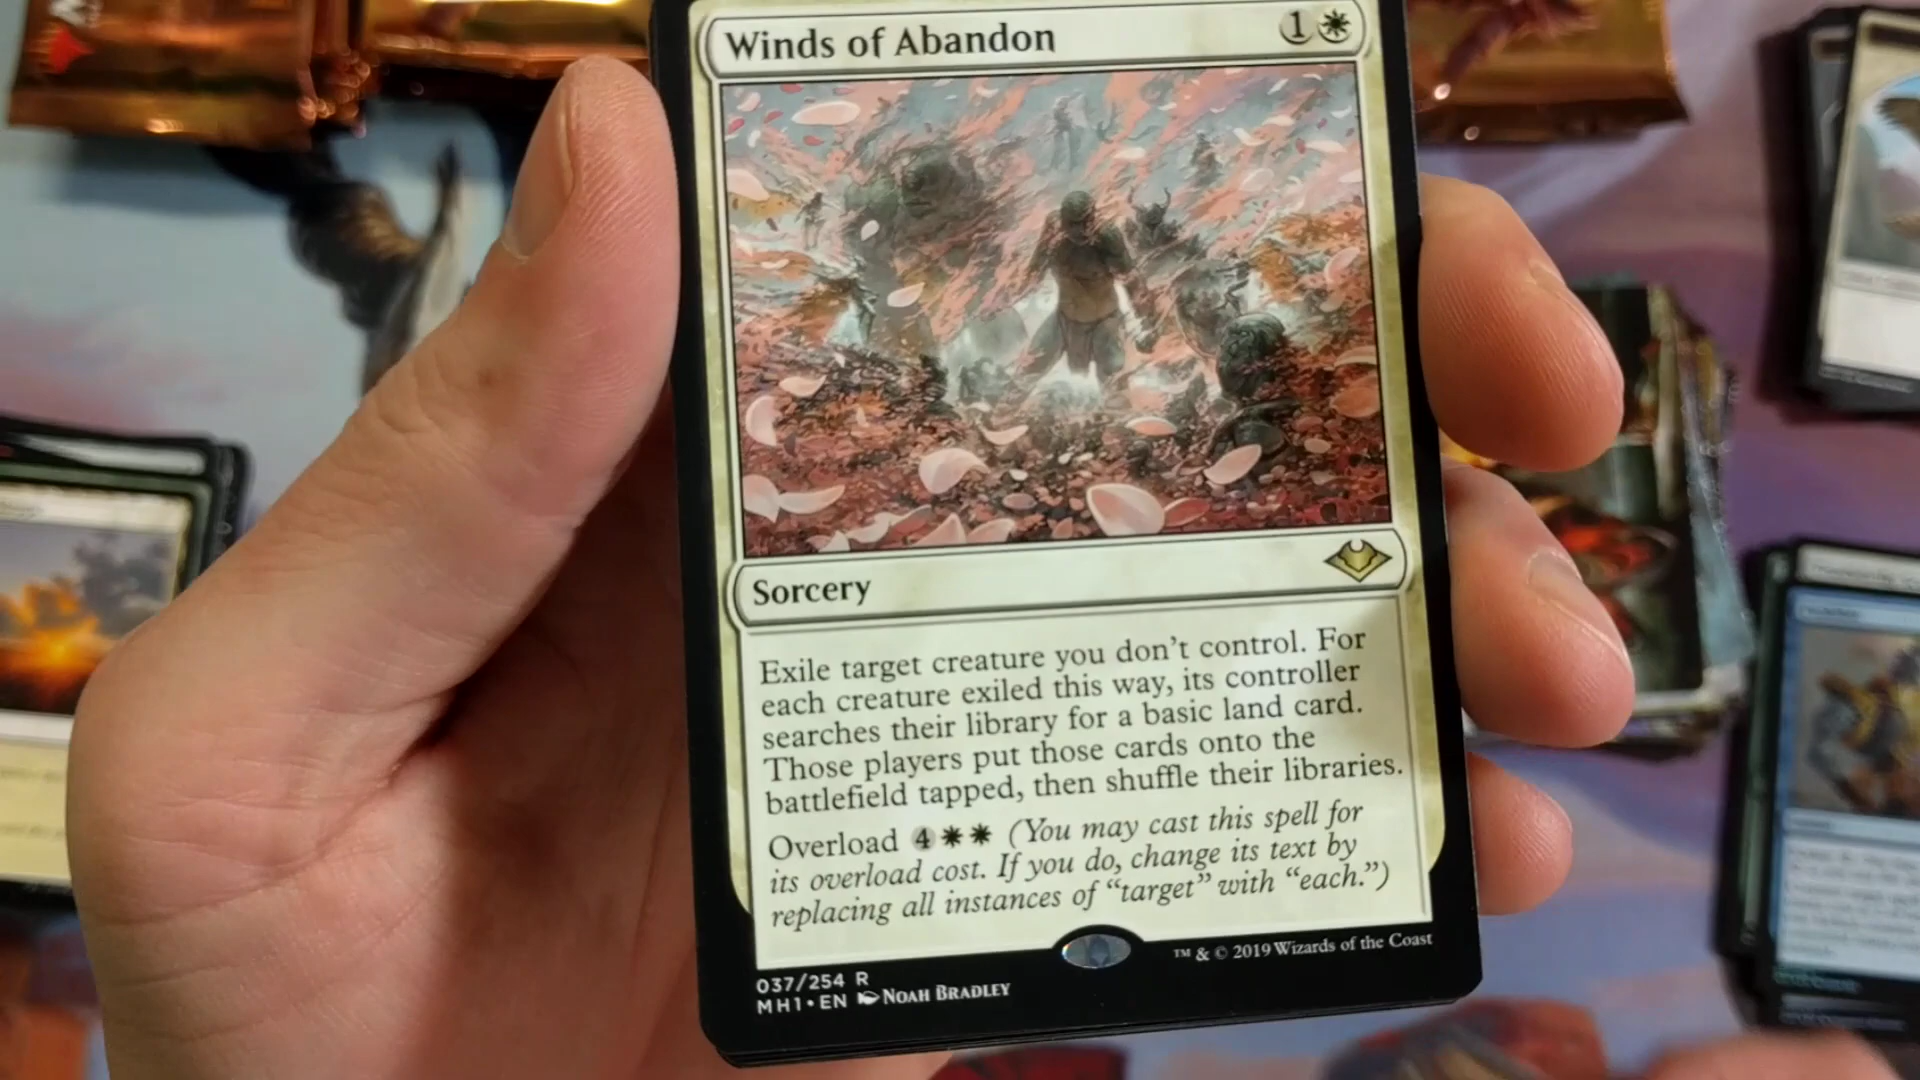 Winds of Abandon 1
Sorcery
Exile target creature you don't control. For
each creature exiled this way, its controller
searches their library for a basic land card.
Those players put those cards onto the
battlefield tapped, then shuffle their libraries.
Overload 4 (You may cast this spell for
its overload cost. If you do, change its text by
replacing all instances of “target” with “each.”)
037/254 R
MH1•EN NOAH BRADLEY
™ & © 2019 Wizards of the Coast